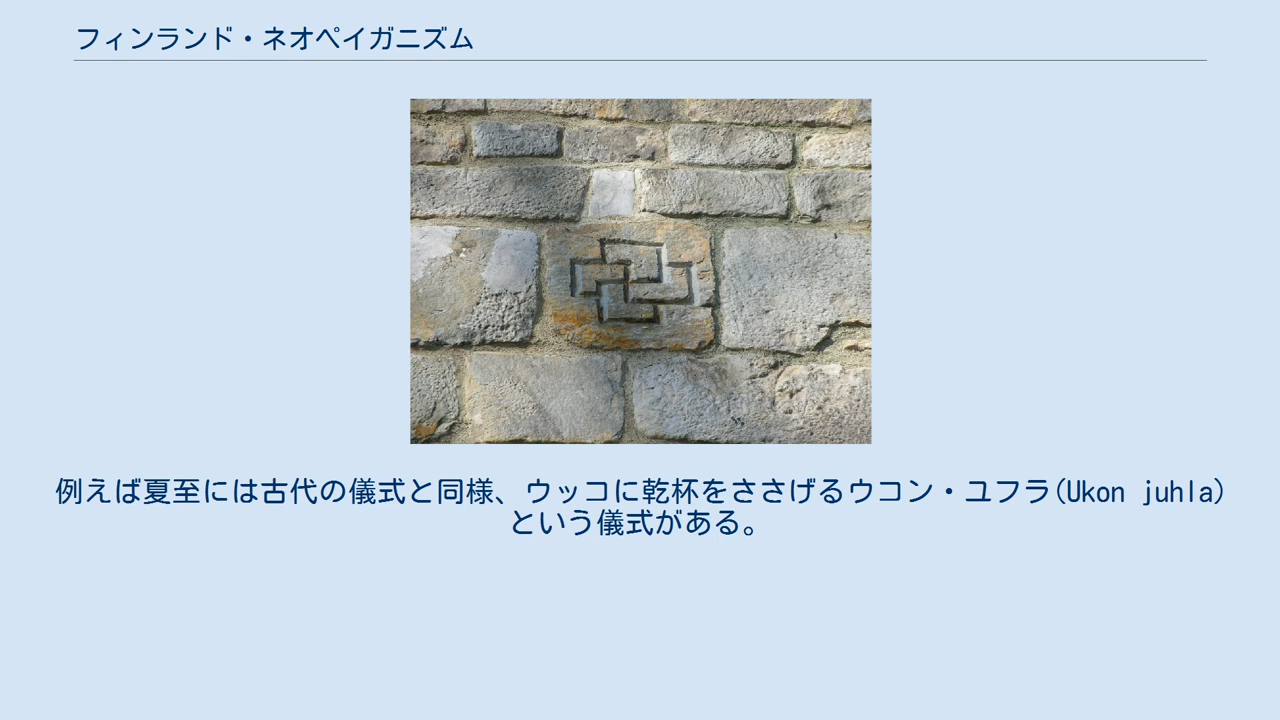 フィンランド・ネオペイガニズム
例えば夏至には古代の儀式と同様、ウッコに乾杯をささげるウコン・ユフラ(Ukon juhla)
という儀式がある。